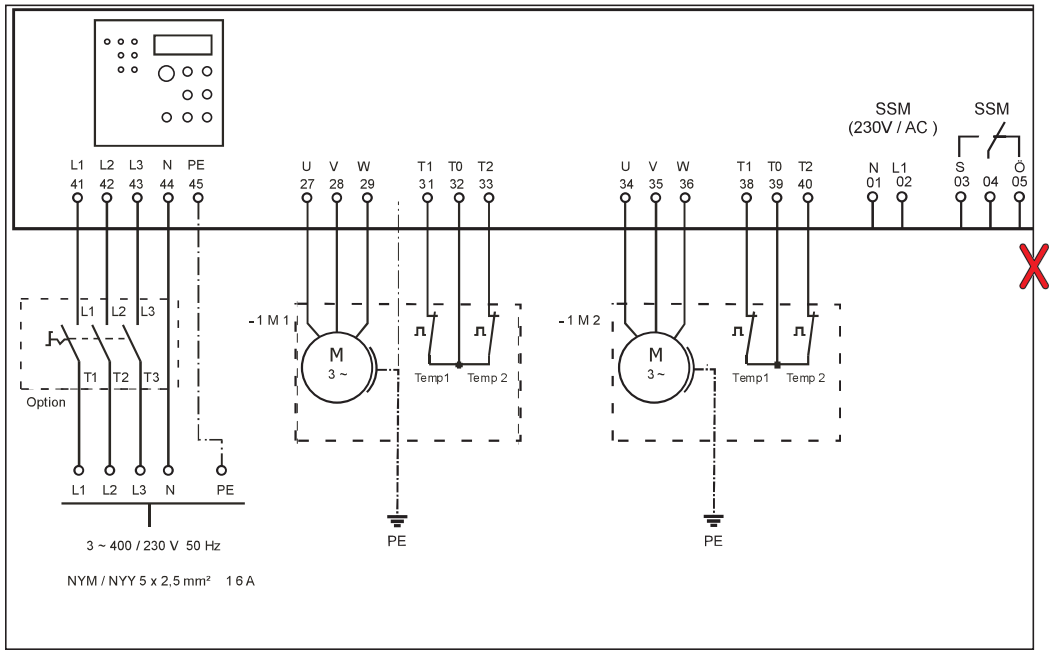 SSM
(230V / AC )
SSM
L1 L2 L3 N PE
41 42 43 44 45
U V W T1 T0 T2
27 28 29 31 32 33
U V W T1 T0 T2
34 35 36 38 39 40
N L1 S Ö
01 02 03 04 05
L1 L2 L3
T1 T2 T3
Option
-1 M 1
M
3 ~
Temp1 Temp 2
PE
-1 M 2
M
3 ~
Temp1 Temp 2
PE
L1 L2 L3 N PE
3 ~ 400 / 230 V 50 Hz
NYM / NYY 5 x 2,5 mm² 16 A